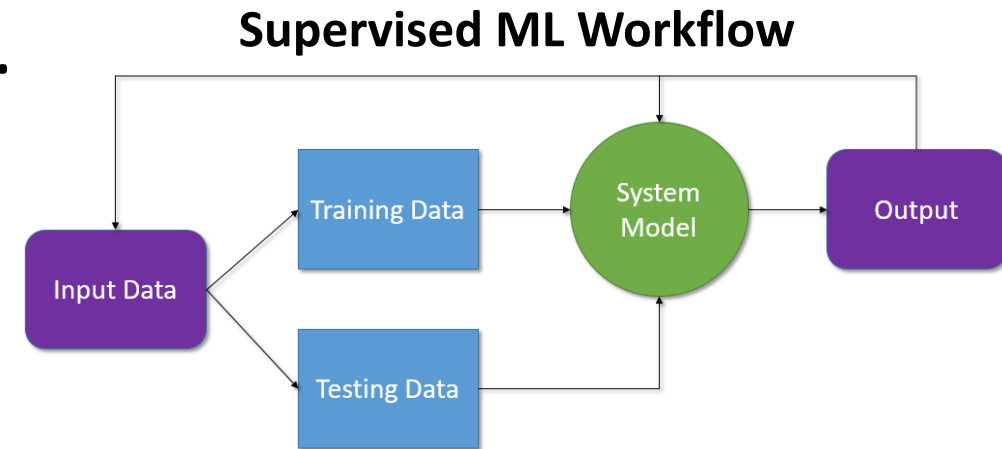 Supervised ML Workflow
Training Data
System
Model
Output
Input Data
Testing Data